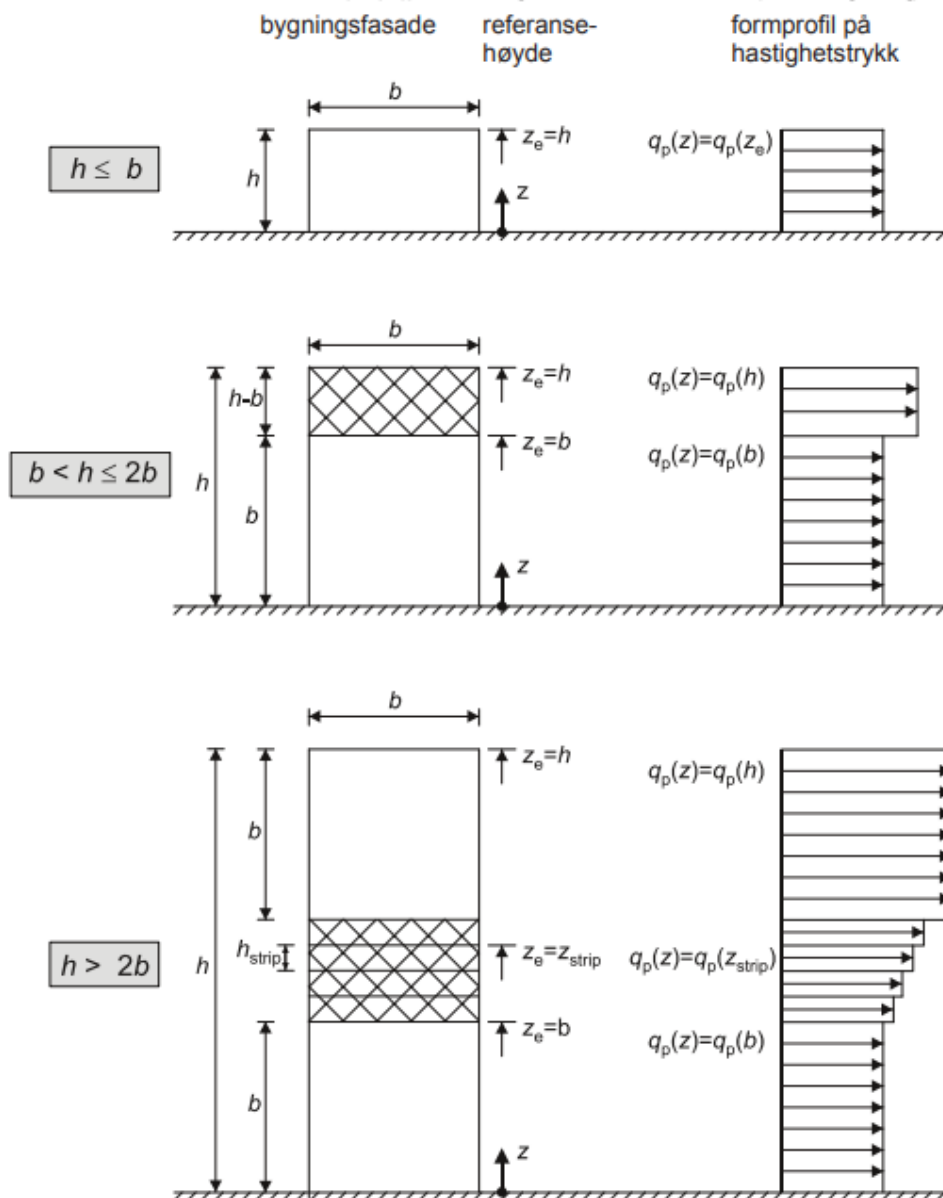 bygningsfasade
referanse-
høyde
formprofil på
hastighetstrykk
b
h ≤ b
h
z_e=h
z
q_p(z)=q_p(z_e)
b
b < h ≤ 2b
h
h-b
b
z_e=h
z_e=b
z
q_p(z)=q_p(h)
q_p(z)=q_p(b)
b
h > 2b
h
b
h_strip
b
z_e=h
z_e=z_strip
z_e=b
z
q_p(z)=q_p(h)
q_p(z)=q_p(z_strip)
q_p(z)=q_p(b)